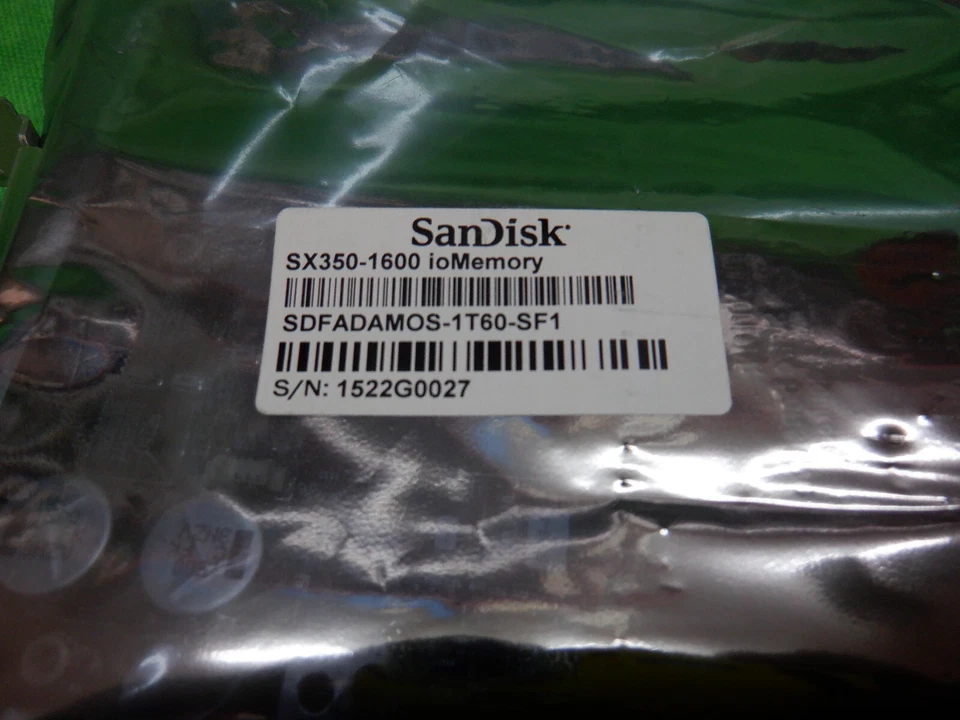 SanDisk
SX350-1600 ioMemory
SDFADAMOS-1T60-SF1
S/N: 1522G0027